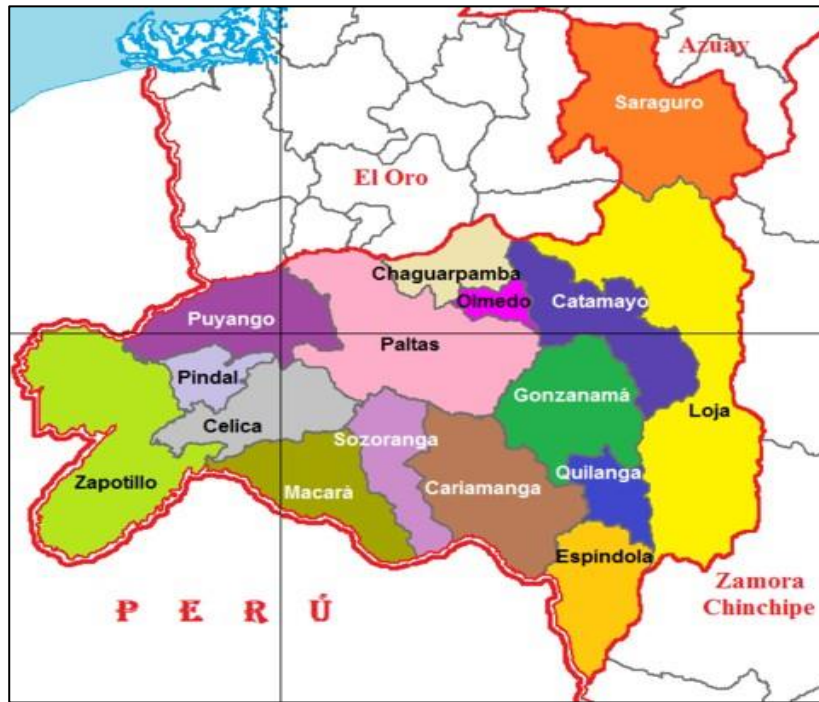 Azuay
Saraguro
El Oro
Chaguarpamba
Olmedo
Catamayo
Puyango
Paltas
Pindal
Gonzanamá
Loja
Celica
Sozoranga
Zapotillo
Macará
Cariamanga
Quilanga
Espindola
Zamora
Chinchipe
P E R Ú